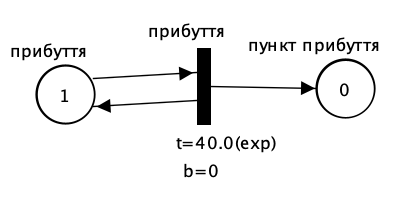 прибуття
прибуття
пункт прибуття
1
0
t=40.0(exp)
b=0